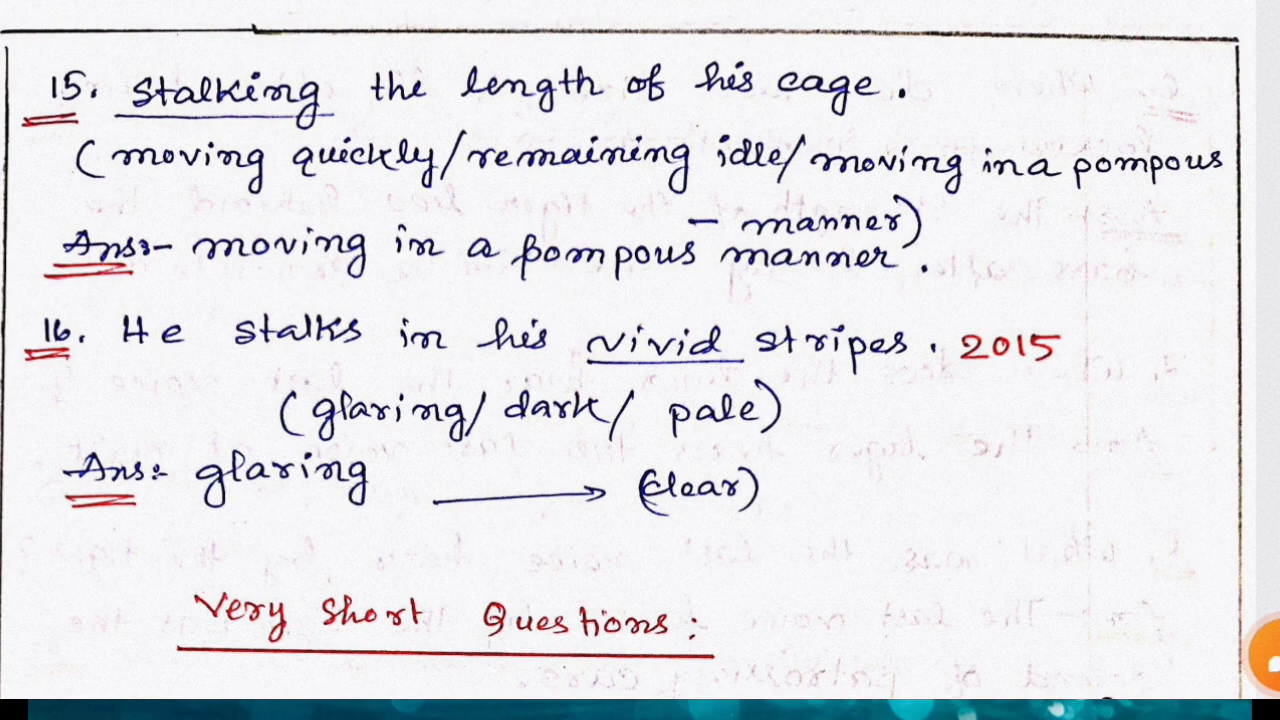 15. Stalking the length of his cage.
(moving quickly/remaining idle/moving in a pompous
- manner)
Ans:- moving in a pompous manner.
16. He stalks in his vivid stripes. 2015
(glaring/ dark/ pale)
Ans:- glaring → (clear)
Very Short Questions: